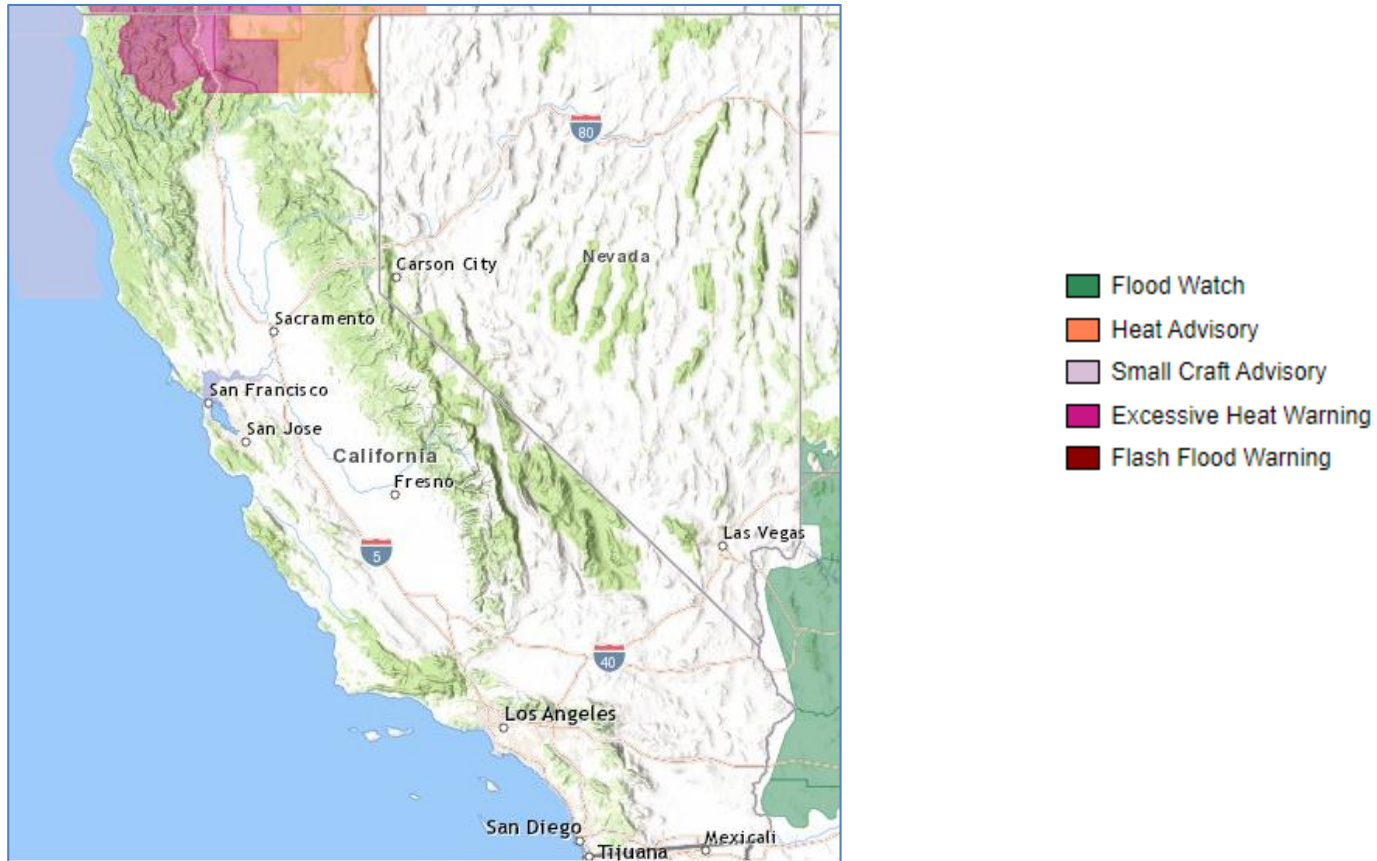 80
Carson City
Nevada
Sacramento
San Francisco
San Jose
California
Fresno
Las Vegas
5
40
Los Angeles
San Diego
Mexicali
Tijuana
Flood Watch
Heat Advisory
Small Craft Advisory
Excessive Heat Warning
Flash Flood Warning